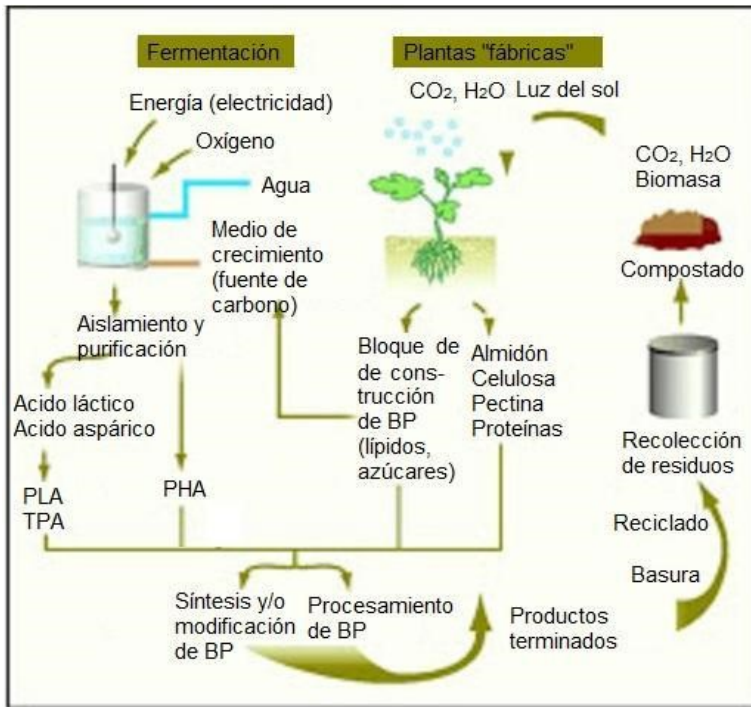 Fermentación
Plantas "fábricas"
Energía (electricidad)
Oxígeno
Agua
Medio de
crecimiento
(fuente de
carbono)
Aislamiento y
purificación
Acido láctico
Acido aspárico
PLA
TPA
PHA
CO2, H2O Luz del sol
Bloque de
de cons-
trucción
de BP
(lípidos,
azúcares)
Almidón
Celulosa
Pectina
Proteínas
CO2, H2O
Biomasa
Compostado
Recolección
de residuos
Reciclado
Basura
Síntesis y/o
modificación
de BP
Procesamiento
de BP
Productos
terminados